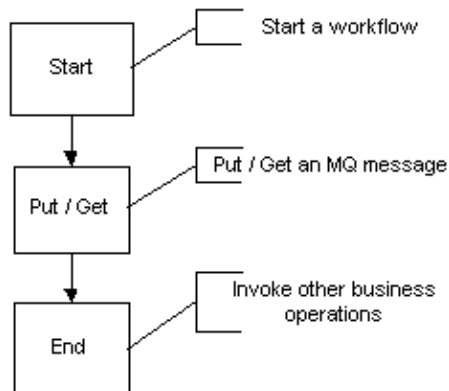 Start
Start a workflow
Put / Get
Put / Get an MQ message
End
Invoke other business
operations